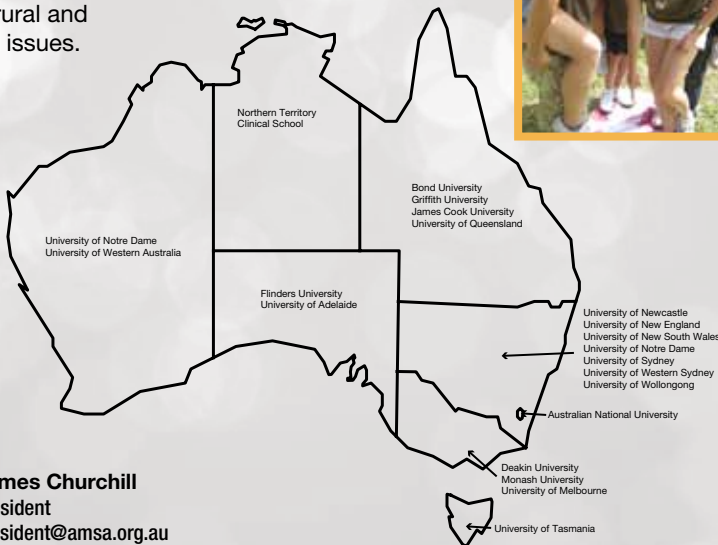 rural and
issues.
Northern Territory
Clinical School
Bond University
Griffith University
James Cook University
University of Queensland
University of Notre Dame
University of Western Australia
Flinders University
University of Adelaide
University of Newcastle
University of New England
University of New South Wales
University of Notre Dame
University of Sydney
University of Western Sydney
University of Wollongong
Australian National University
Deakin University
Monash University
University of Melbourne
University of Tasmania
mes Churchill
sident
sident@amsa.org.au